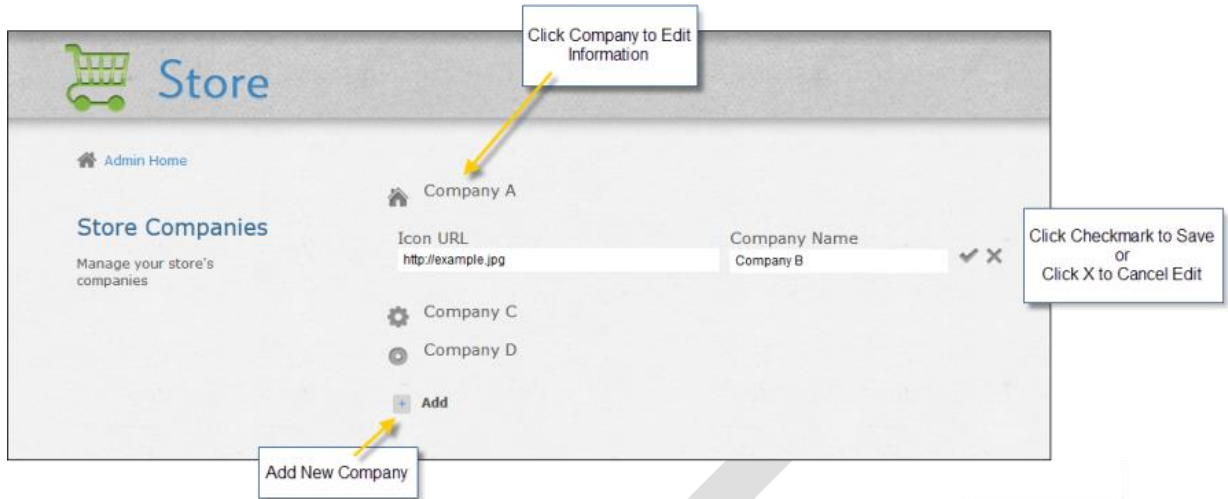 Click Company to Edit
Information
Store
Admin Home
Company A
Store Companies
Manage your store's
companies
Icon URL
Company Name
http://example.jpg
Company B
Click Checkmark to Save
or
Click X to Cancel Edit
Company C
Company D
+ Add
Add New Company